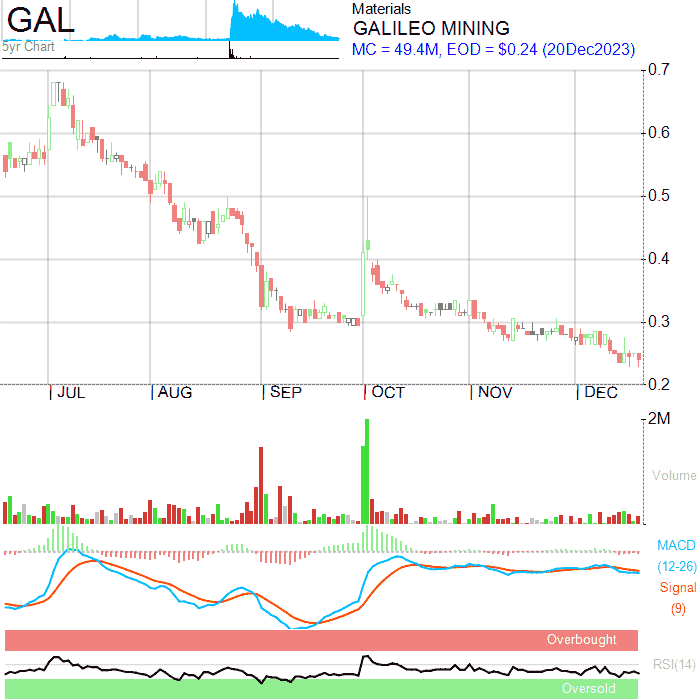 GAL
5yr Chart
Materials
GALILEO MINING
MC = 49.4M, EOD = $0.24 (20Dec2023)
0.7
0.6
0.5
0.4
0.3
0.2
JUL AUG SEP OCT NOV DEC
2M
Volume
MACD
(12-26)
Signal
(9)
Overbought
RSI(14)
Oversold